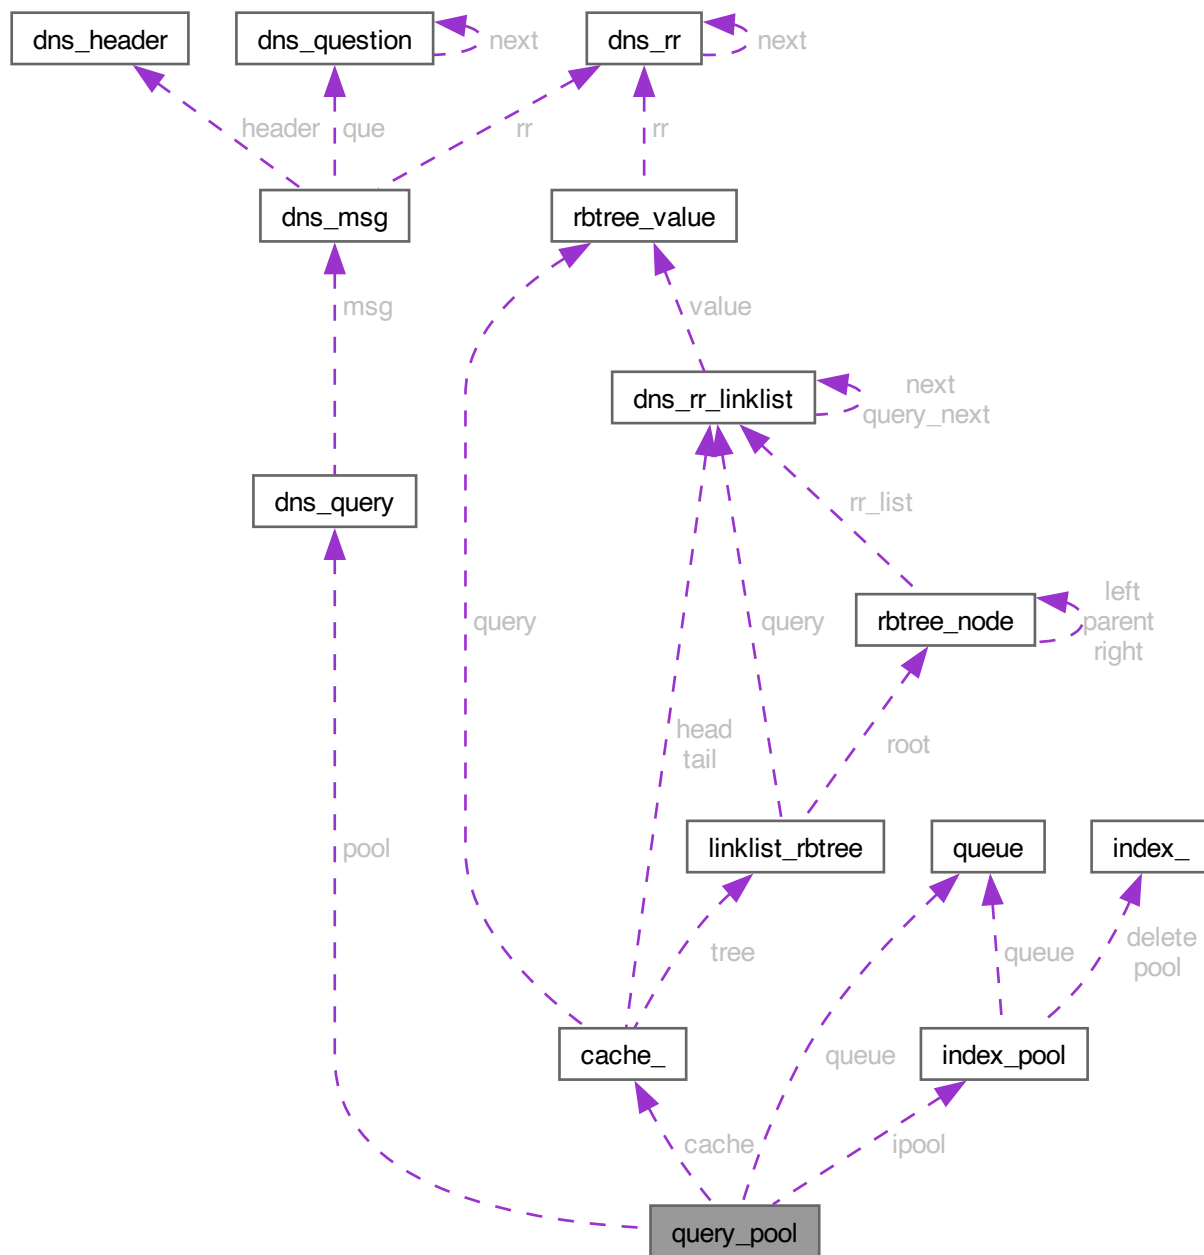 dns_header
dns_question
next
dns_rr
next
header
que
rr
rr
dns_msg
rbtree_value
msg
value
dns_rr_linklist
next
query_next
dns_query
rr_list
rbtree_node
left
parent
right
query
query
head
tail
root
pool
linklist_rbtree
queue
index_
tree
queue
delete
pool
cache_
queue
index_pool
cache
ipool
query_pool